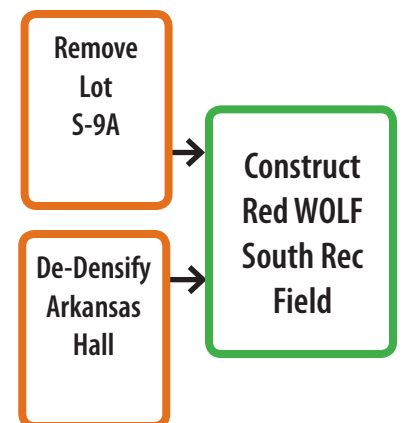 Remove
Lot
S-9A
De-Densify
Arkansas
Hall
Construct
Red WOLF
South Rec
Field